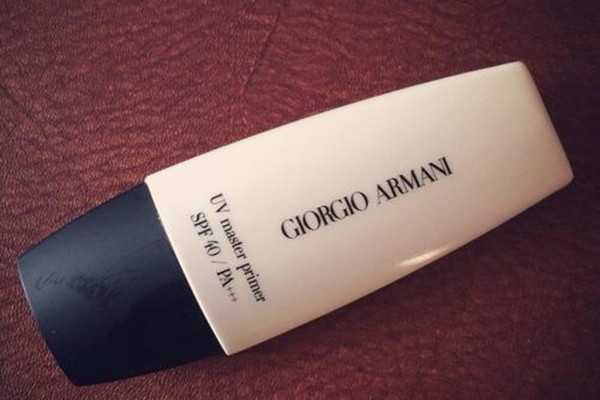 GIORGIO ARMANI
UV master primer
SPF 40 / PA+++